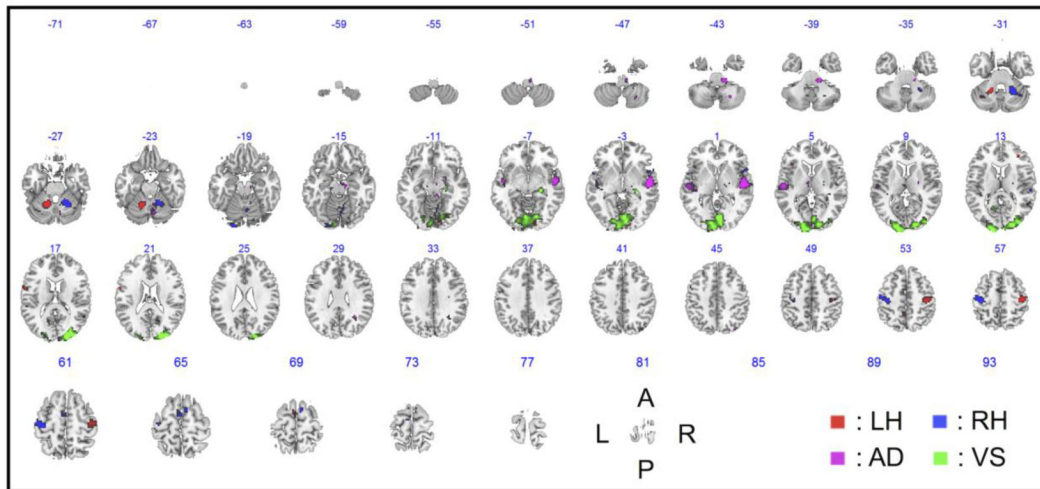 -71 -67 -63 -59 -55 -51 -47 -43 -39 -35 -31
-27 -23 -19 -15 -11 -7 -3 1 5 9 13
17 21 25 29 33 37 41 45 49 53 57
61 65 69 73 77 81 85 89 93
A
L R
P
: LH : RH
: AD : VS